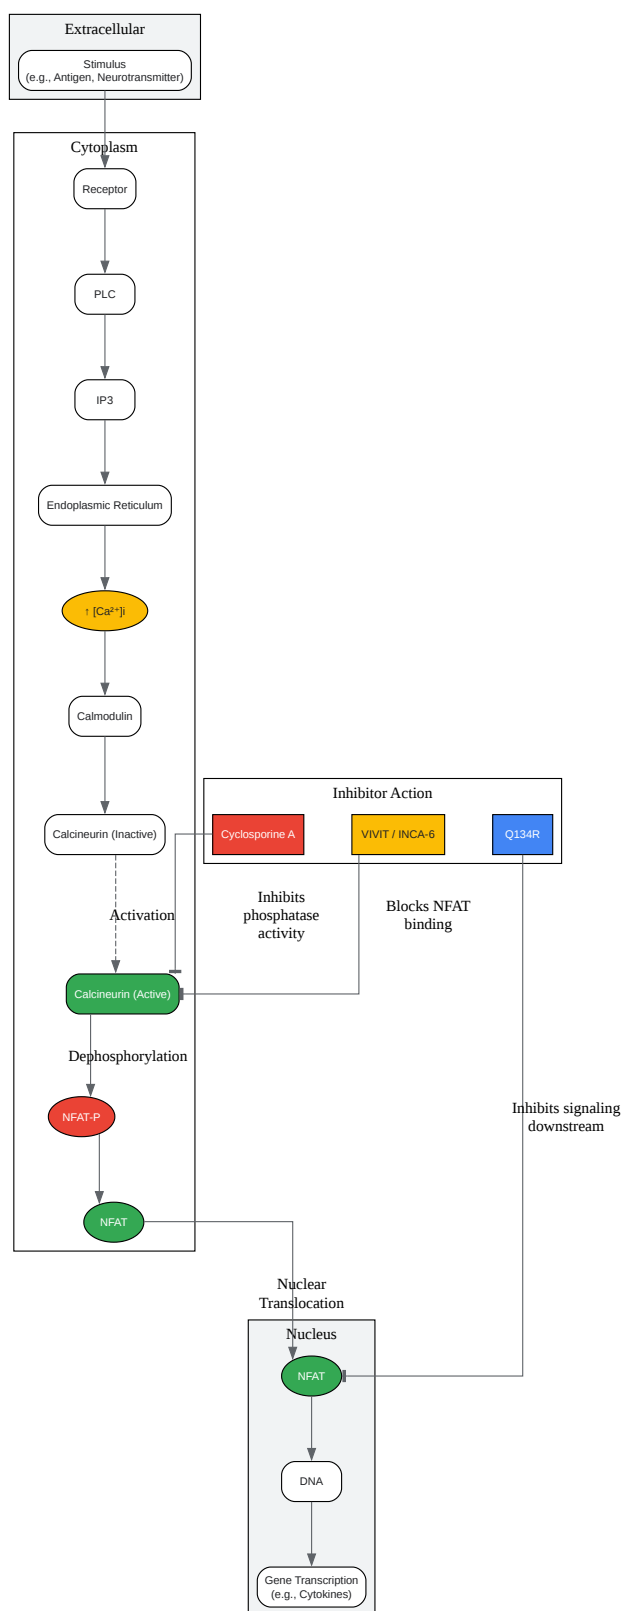 Extracellular
Stimulus
(e.g., Antigen, Neurotransmitter)
Cytoplasm
Receptor
PLC
IP3
Endoplasmic Reticulum
↑ [Ca²⁺]i
Calmodulin
Inhibitor Action
Calcineurin (Inactive)
Cyclosporine A
VIVIT / INCA-6
Q134R
Activation
Inhibits
phosphatase
activity
Blocks NFAT
binding
Calcineurin (Active)
Dephosphorylation
NFAT-P
Inhibits signaling
downstream
NFAT
Nuclear
Translocation
Nucleus
NFAT
DNA
Gene Transcription
(e.g., Cytokines)